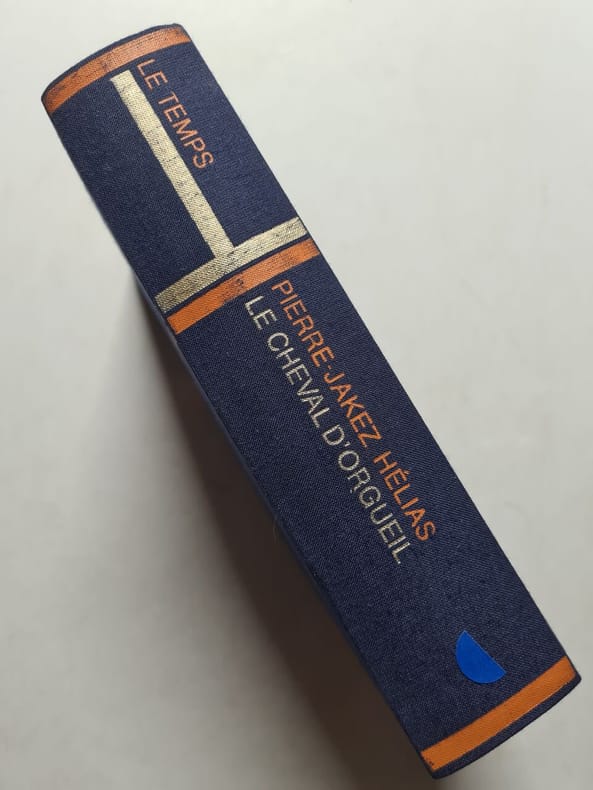 LE TEMPS
PIERRE-JAKEZ HÉLIAS
LE CHEVAL D'ORGUEIL